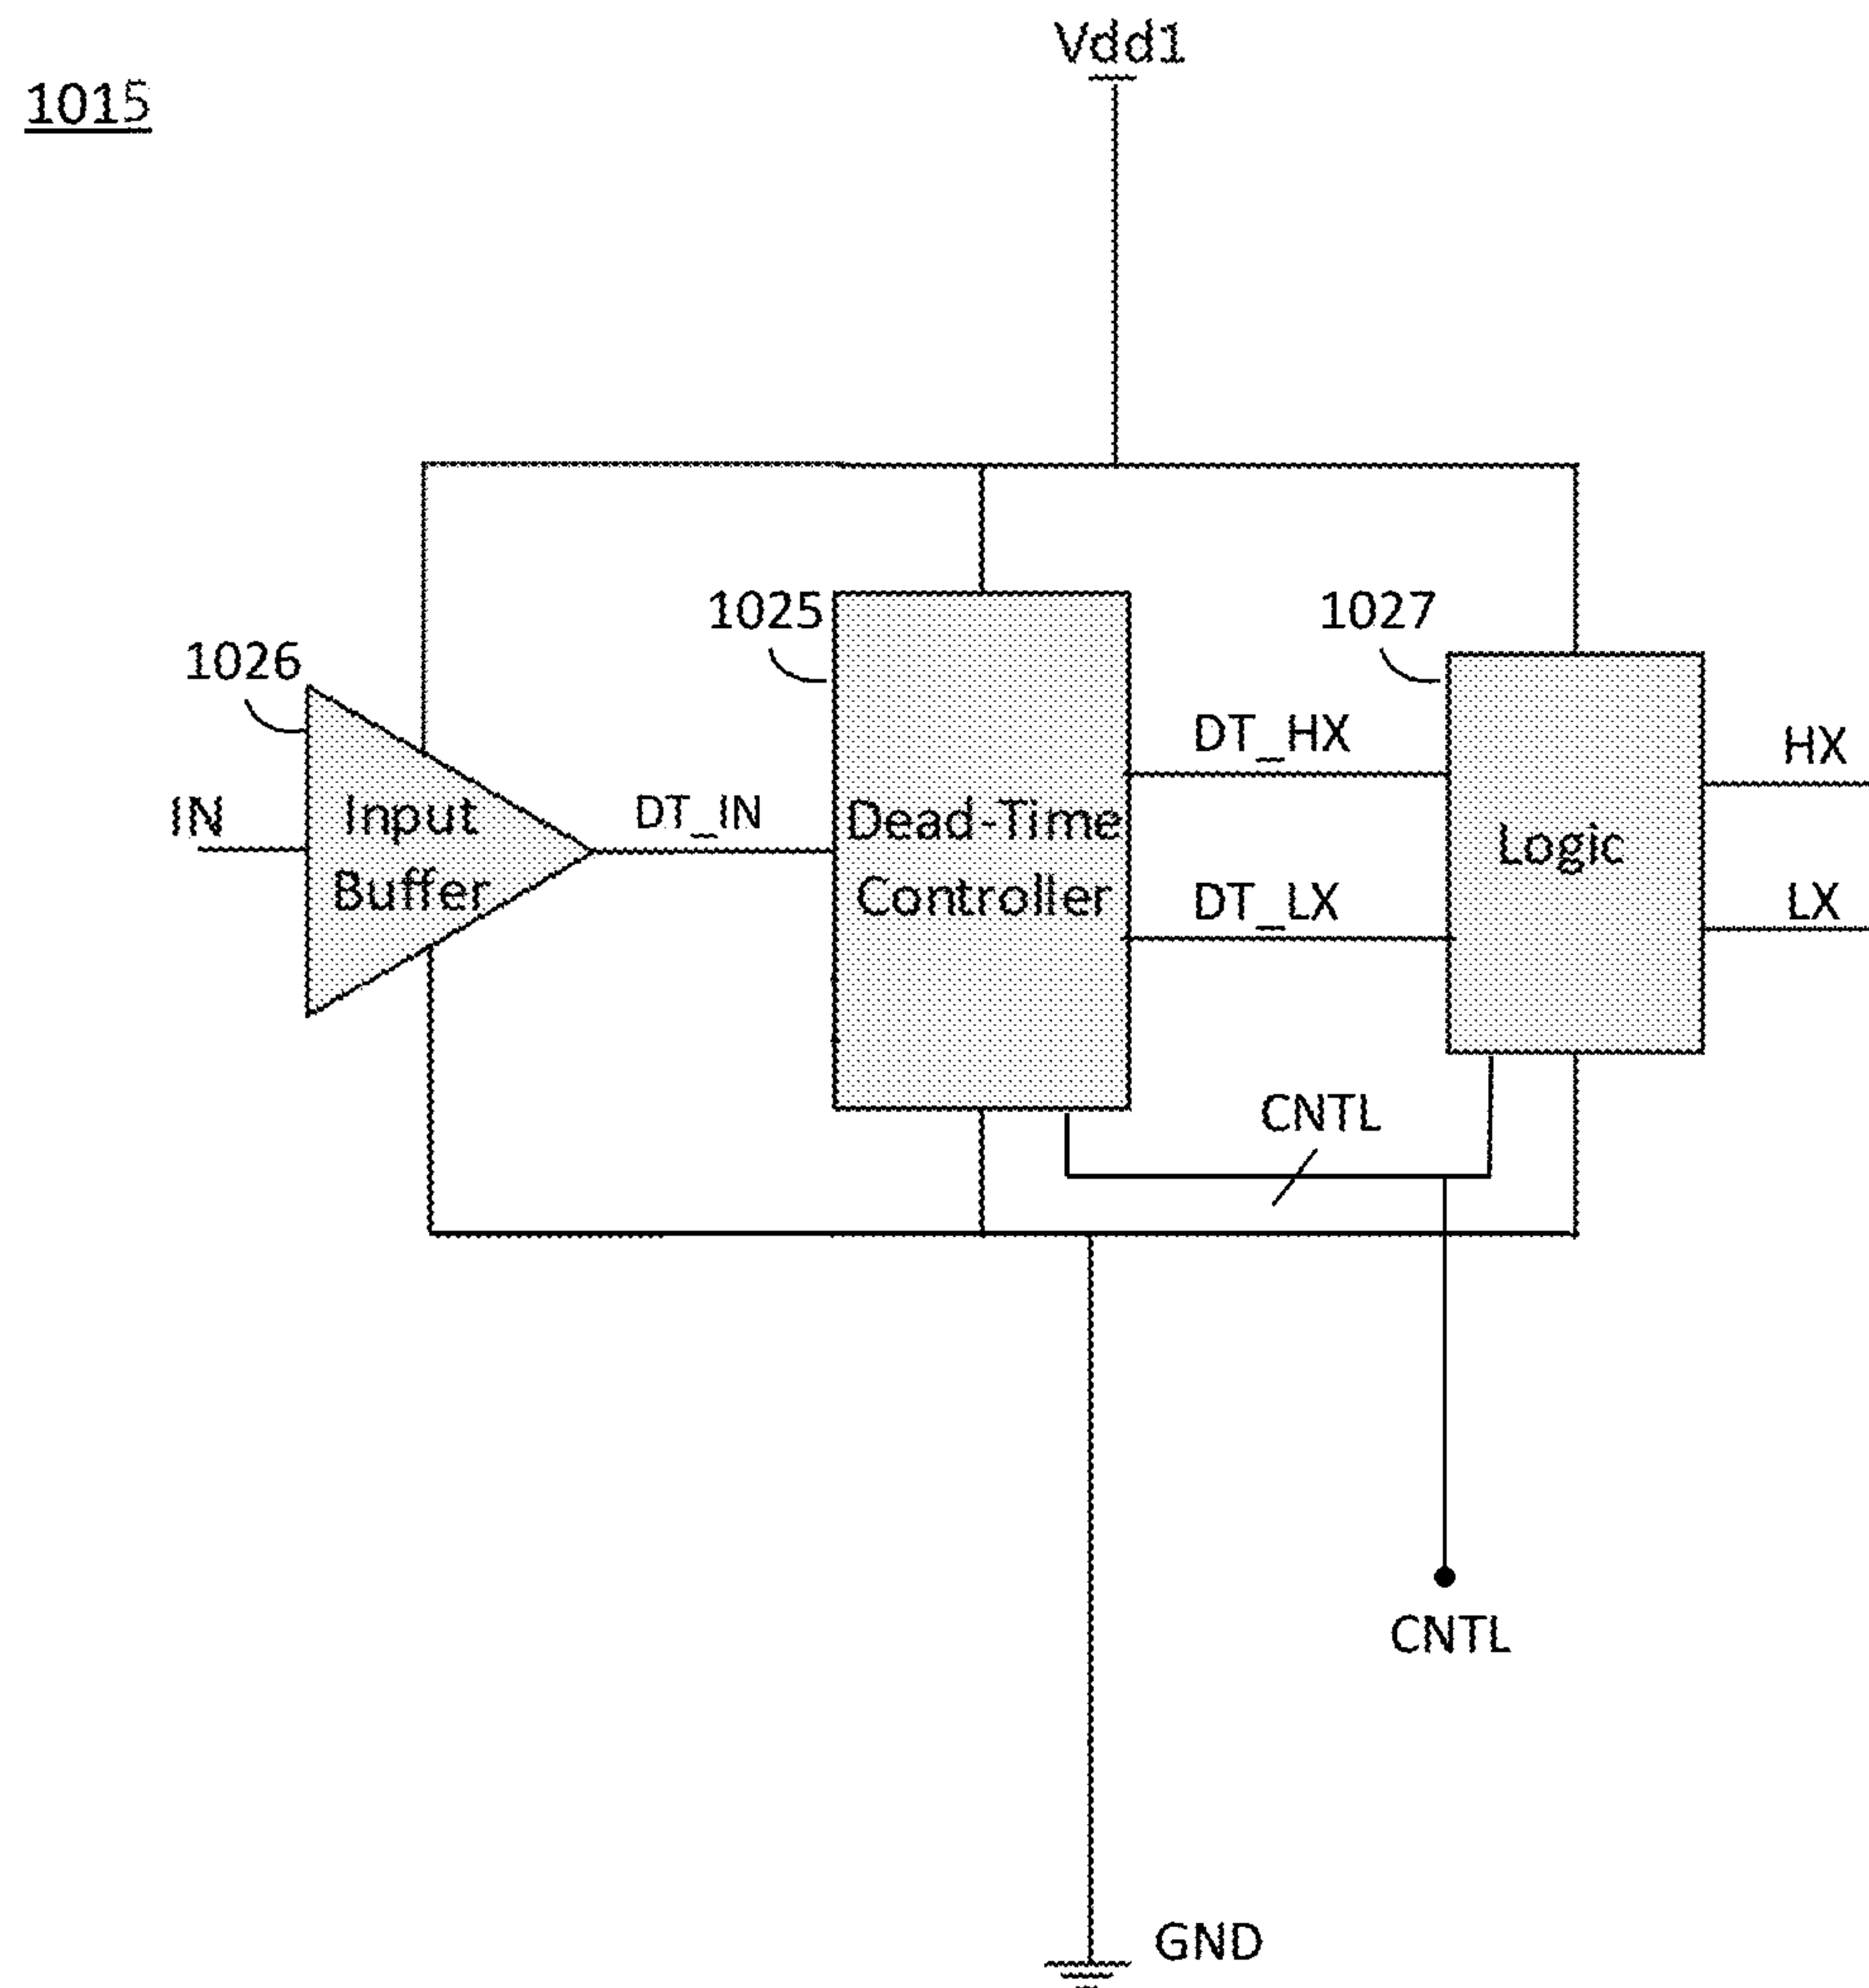 Vdd1
1015
1025
1027
1026
DT_HX
HX
IN
Input
Buffer
DT_IN
Dead-Time
Controller
Logic
DT_LX
LX
CNTL
CNTL
GND